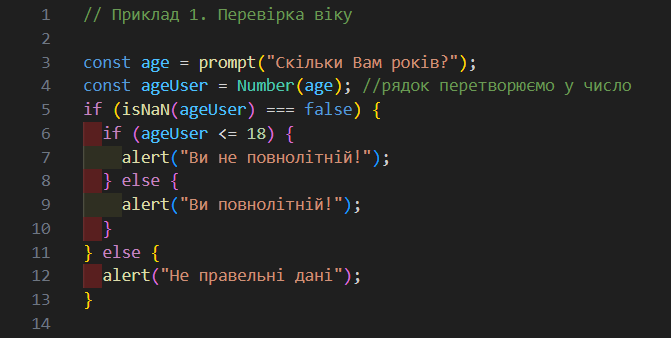 1 // Приклад 1. Перевірка віку
2
3 const age = prompt("Скільки Вам років?");
4 const ageUser = Number(age); //рядок перетворюємо у число
5 if (isNaN(ageUser) === false) {
6   if (ageUser <= 18) {
7     alert("Ви не повнолітній!");
8   } else {
9     alert("Ви повнолітній!");
10   }
11 } else {
12   alert("Не правельні дані");
13 }
14